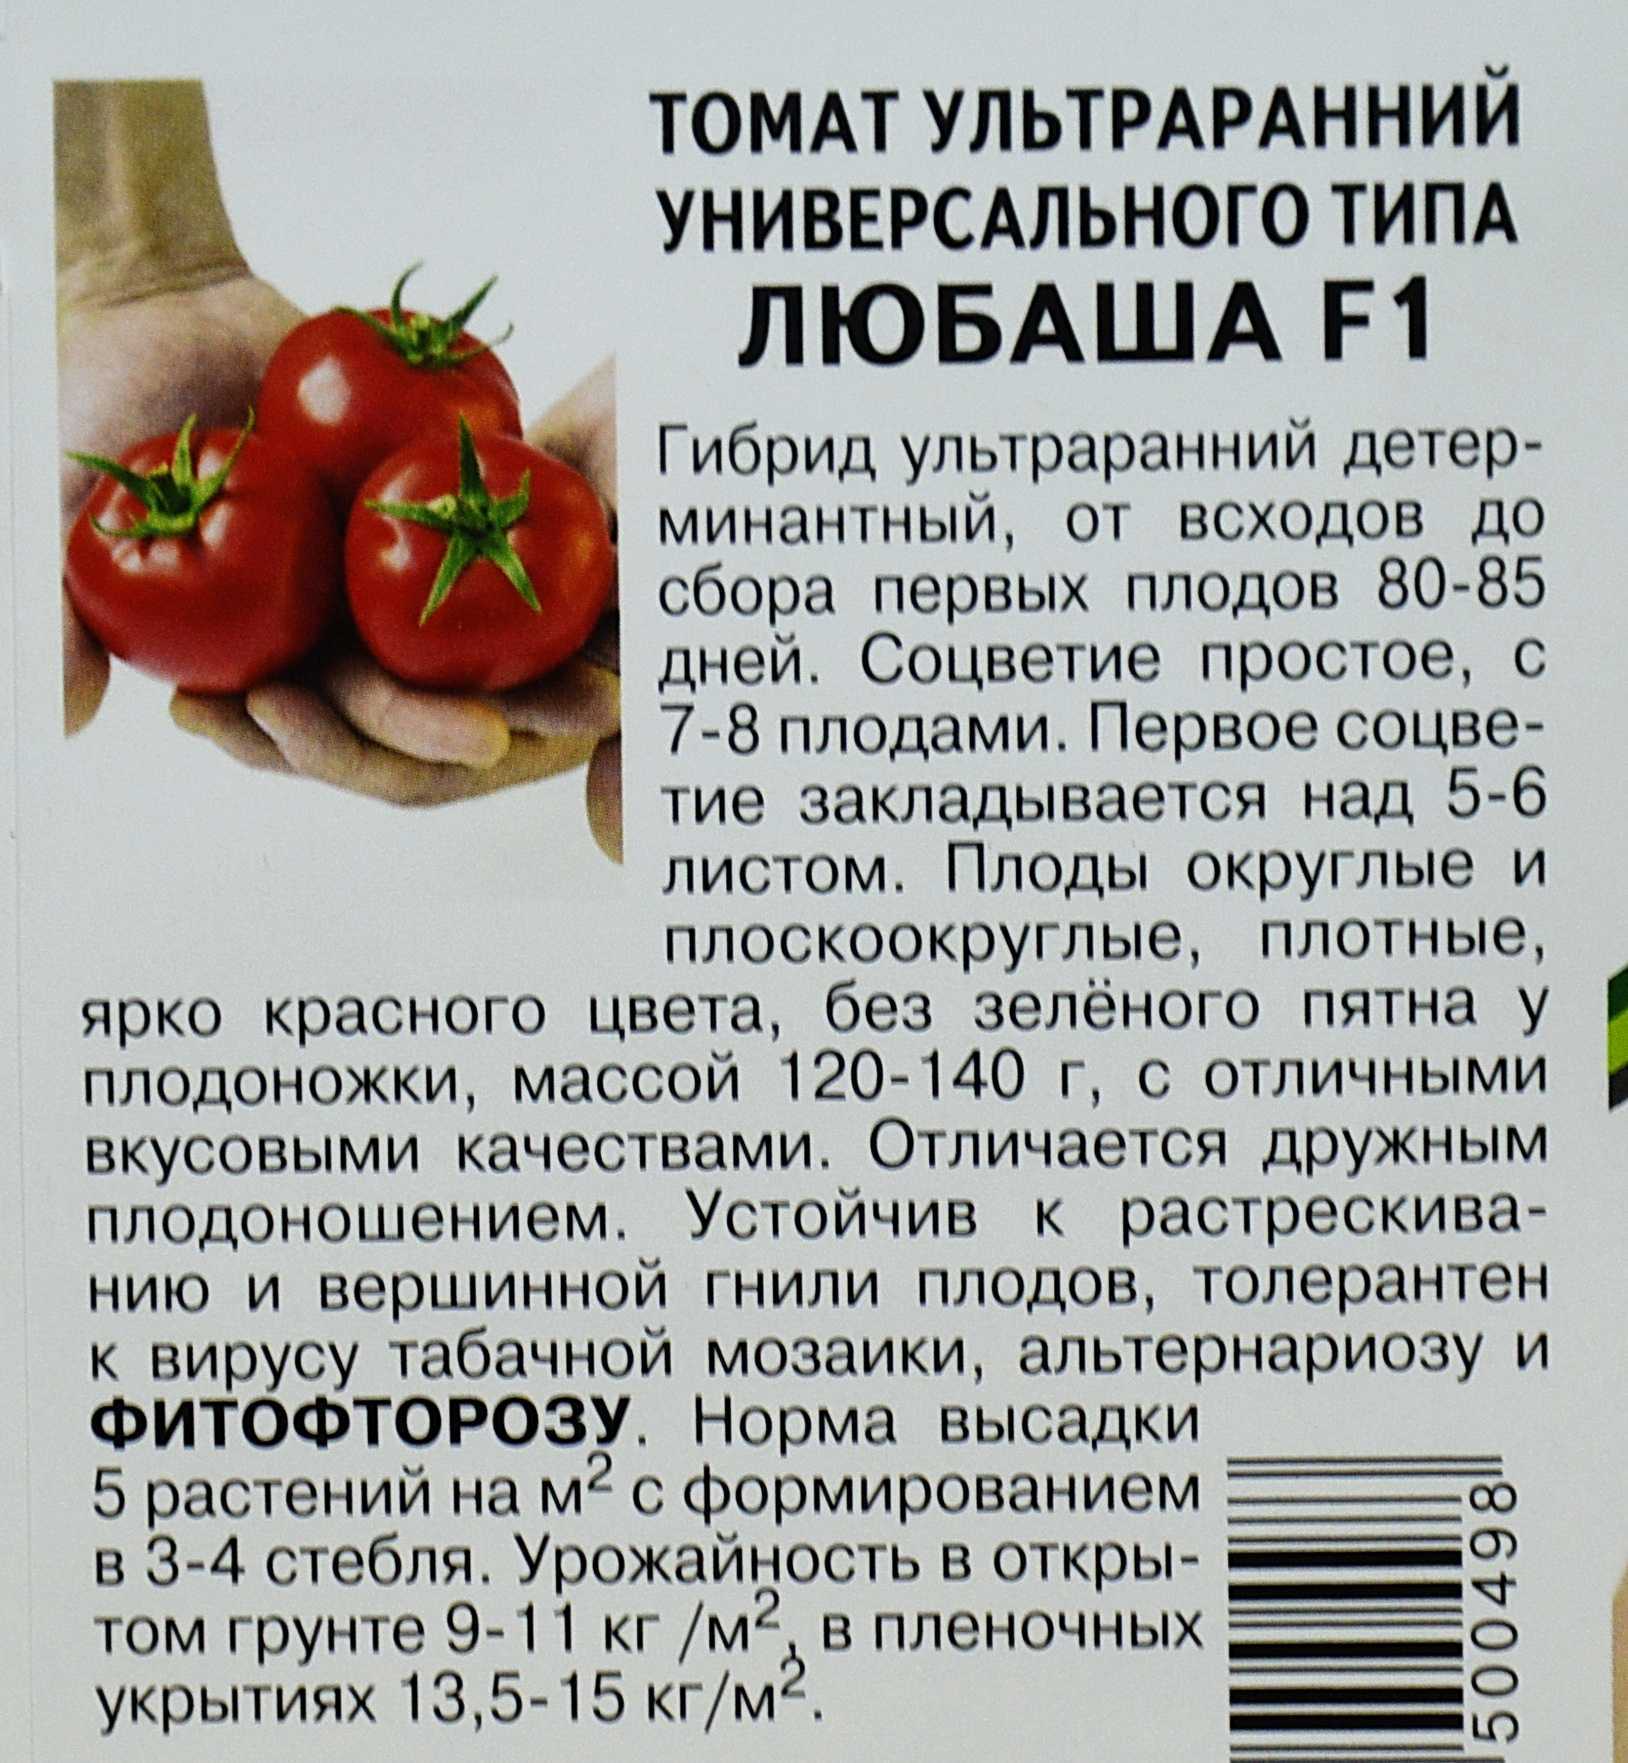 ТОМАТ УЛЬТРАРАННИЙ
УНИВЕРСАЛЬНОГО ТИПА
ЛЮБАША F1
Гибрид ультраранний детер-
минантный, от всходов до
сбора первых плодов 80-85
дней. Соцветие простое, с
7-8 плодами. Первое соцве-
тие закладывается над 5-6
листом. Плоды округлые и
плоскоокруглые, плотные,
ярко красного цвета, без зелёного пятна у
плодоножки, массой 120-140 г, с отличными
вкусовыми качествами. Отличается дружным
плодоношением. Устойчив к растрескива-
нию и вершинной гнили плодов, толерантен
к вирусу табачной мозаики, альтернариозу и
ФИТОФТОРОЗУ. Норма высадки
5 растений на м² с формированием
в 3-4 стебля. Урожайность в откры-
том грунте 9-11 кг /м², в пленочных
укрытиях 13,5-15 кг/м².
500498